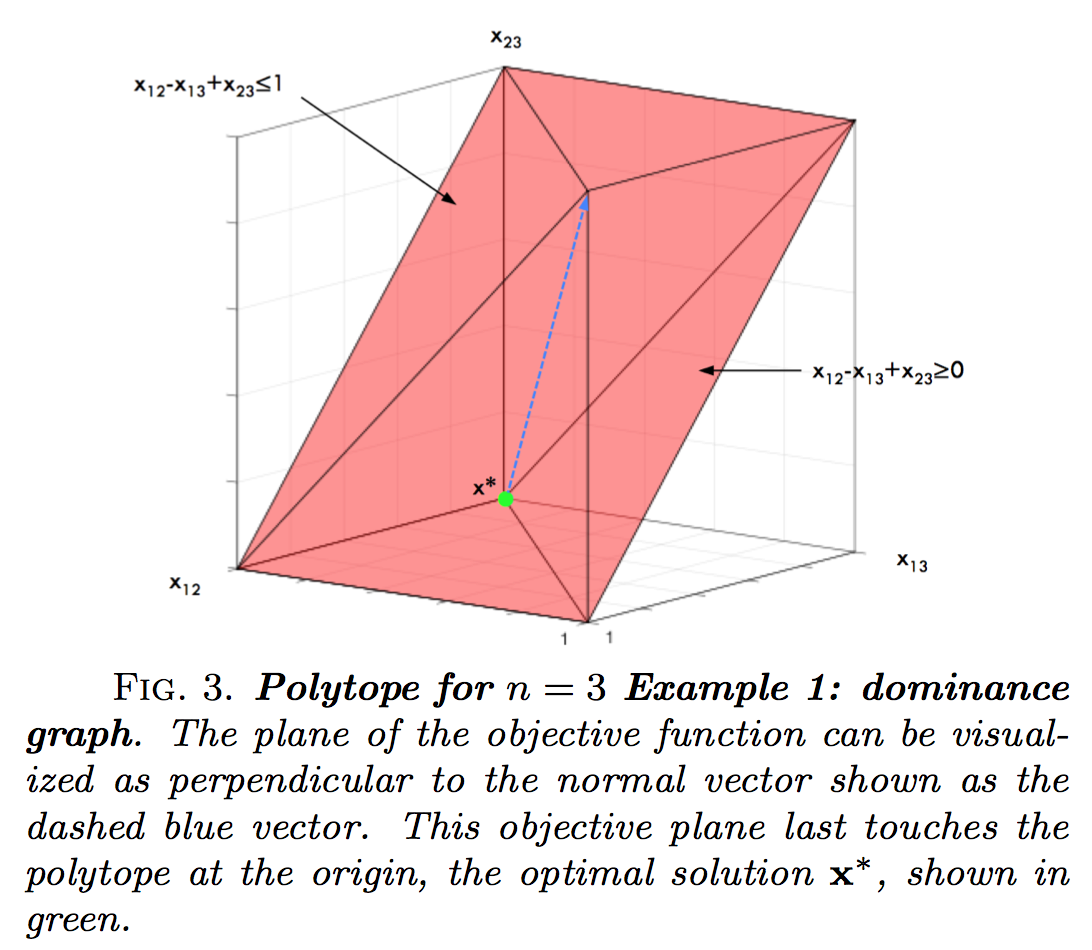 x₂₃
x₁₂-x₁₃+x₂₃≤1
x₁₂-x₁₃+x₂₃≥0
x*
x₁₃
x₁₂
1 1
FIG. 3. Polytope for n = 3 Example 1: dominance
graph. The plane of the objective function can be visual-
ized as perpendicular to the normal vector shown as the
dashed blue vector. This objective plane last touches the
polytope at the origin, the optimal solution x*, shown in
green.